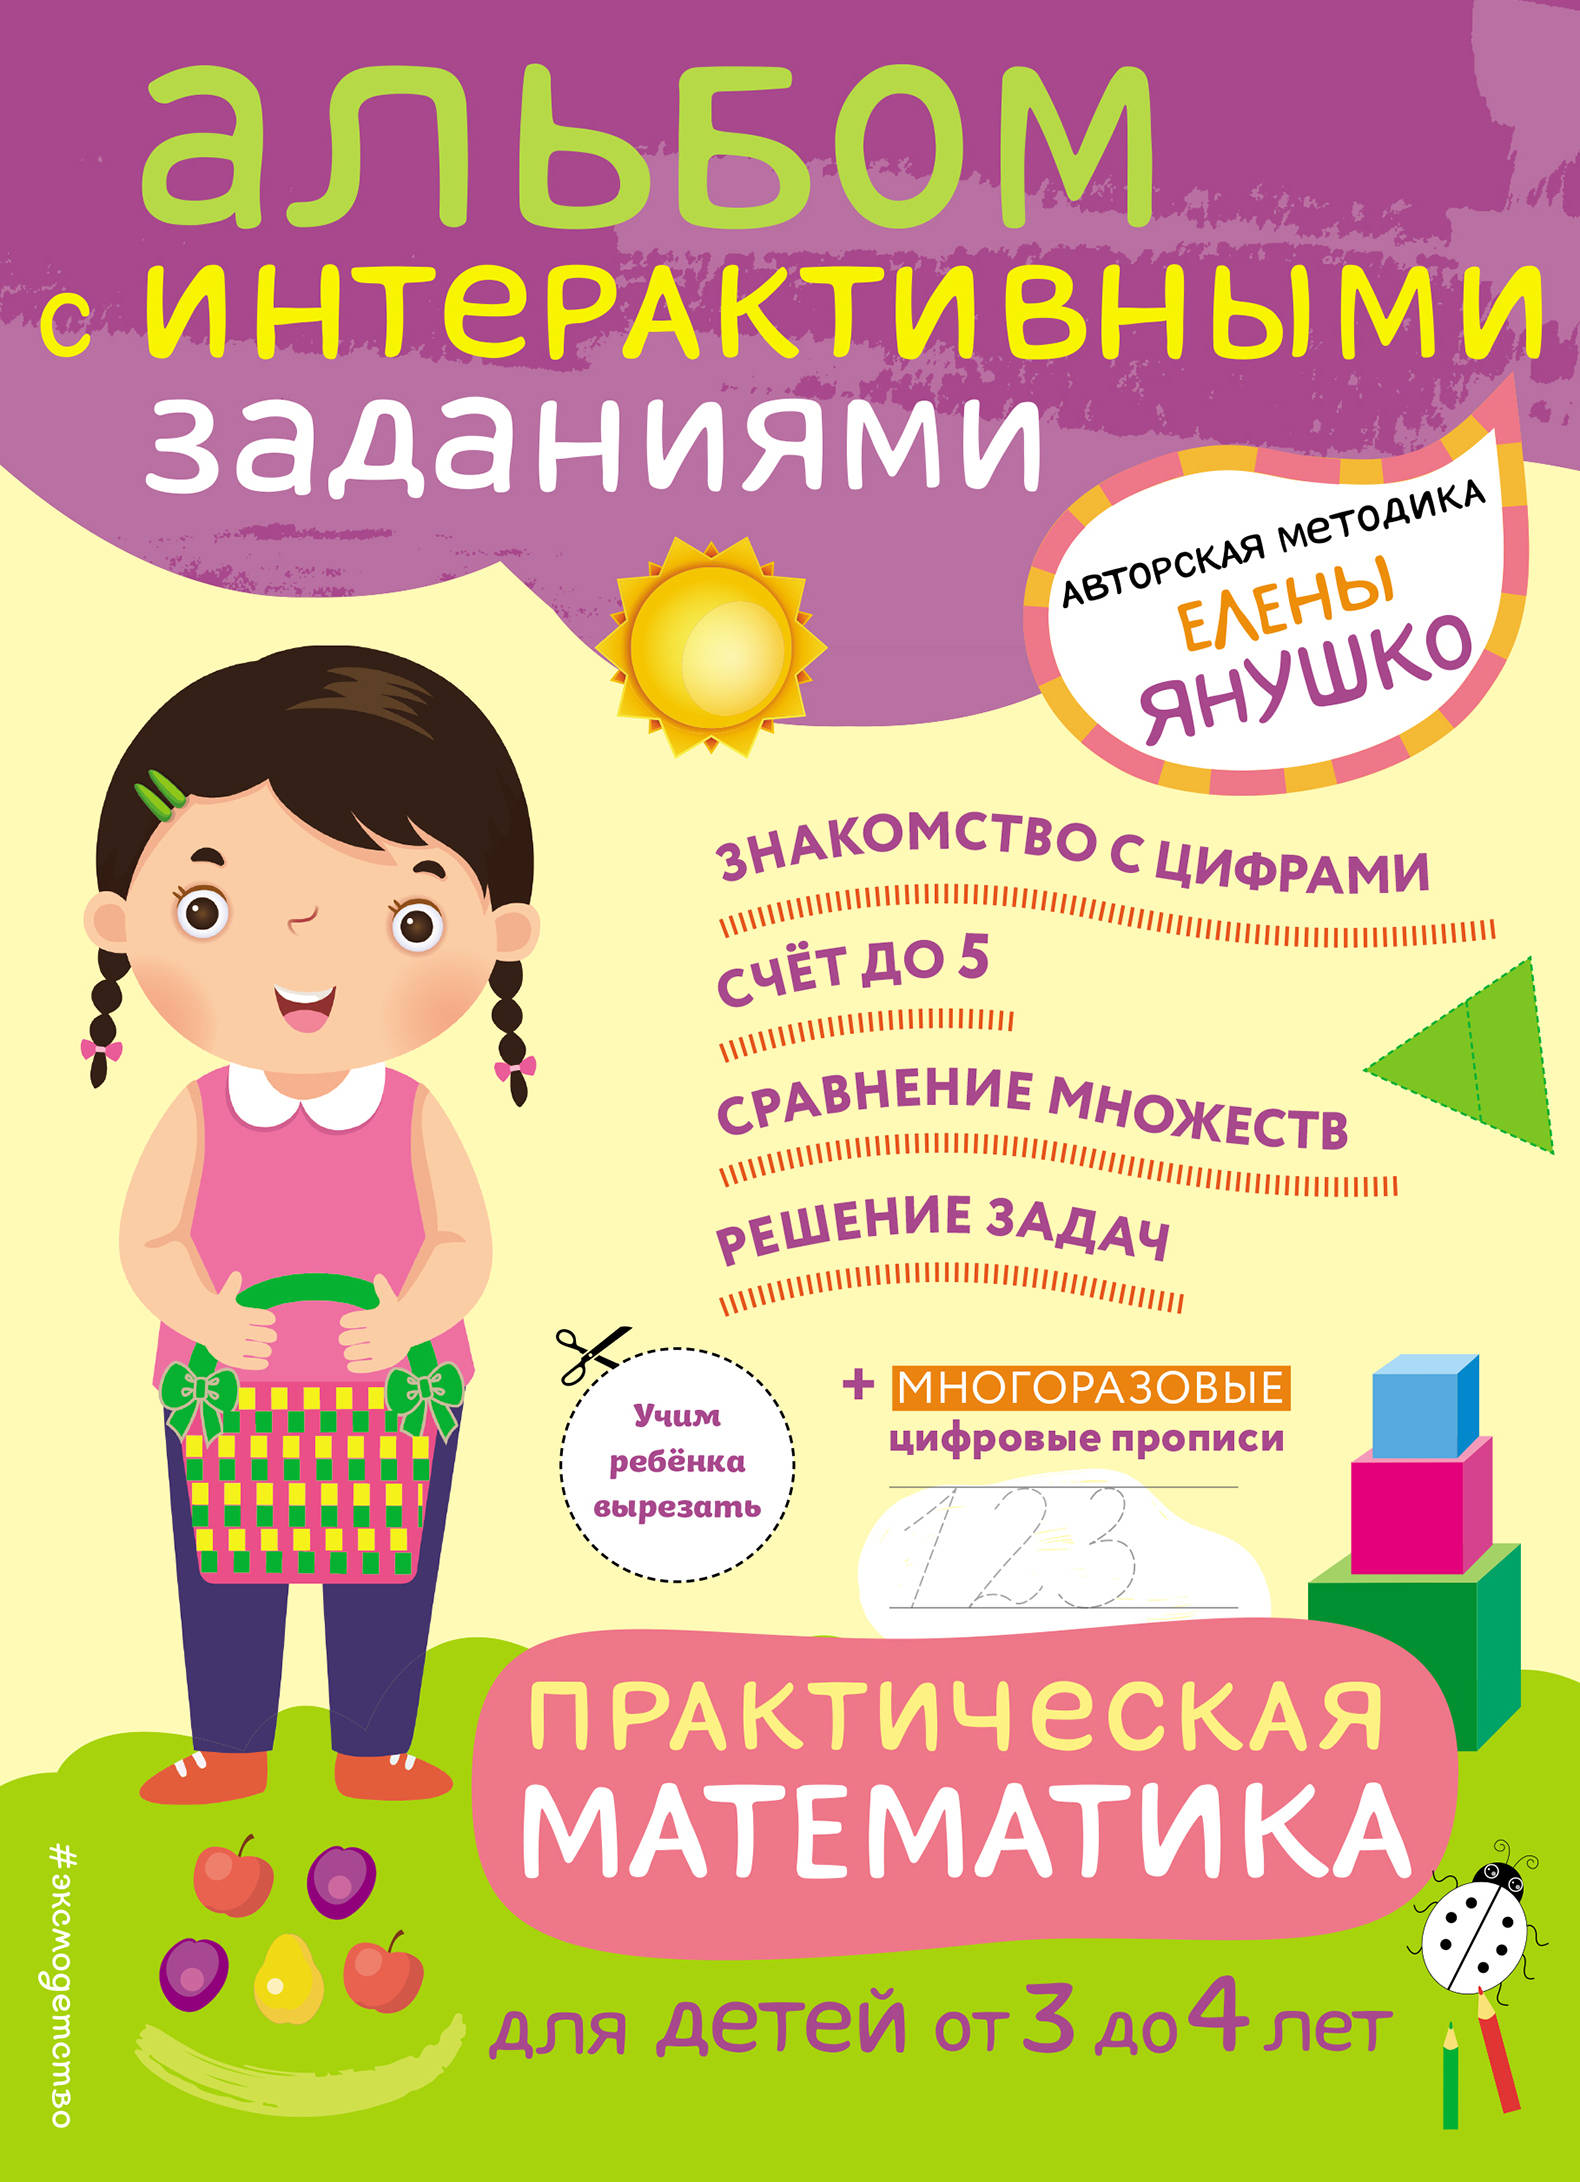 альбом
с интерактивными
заданиями
авторская методика
Елены
Янушко
ЗНАКОМСТВО С ЦИФРАМИ
СЧЁТ ДО 5
СРАВНЕНИЕ МНОЖЕСТВ
РЕШЕНИЕ ЗАДАЧ
Учим
ребёнка
вырезать
+ МНОГОРАЗОВЫЕ
цифровые прописи
123
практическая
математика
для детей от 3 до 4 лет
#эксмодетство